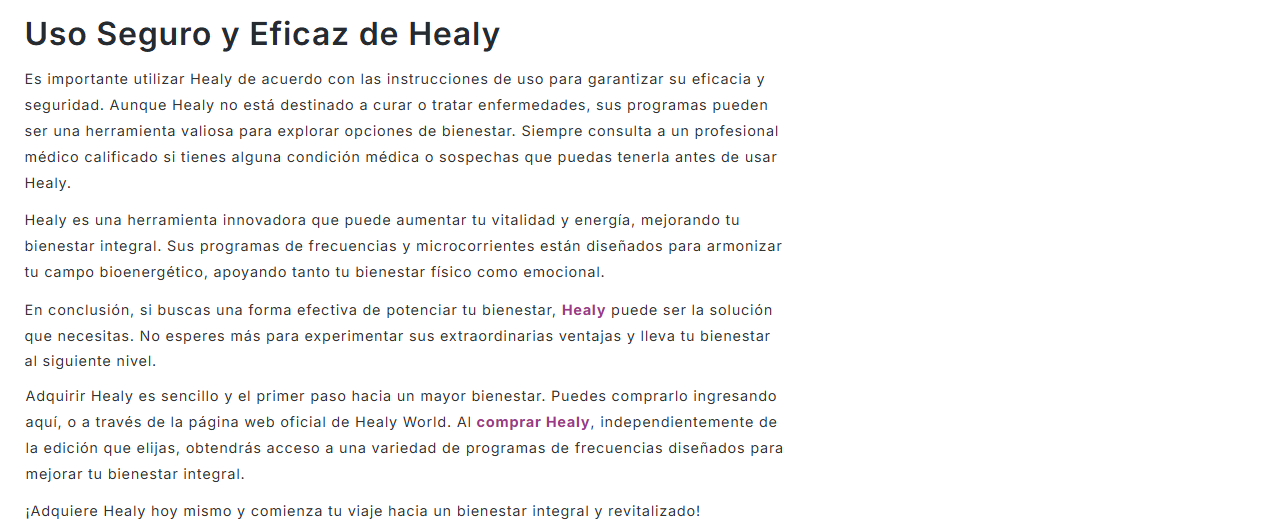 Uso Seguro y Eficaz de Healy
Es importante utilizar Healy de acuerdo con las instrucciones de uso para garantizar su eficacia y
seguridad. Aunque Healy no está destinado a curar o tratar enfermedades, sus programas pueden
ser una herramienta valiosa para explorar opciones de bienestar. Siempre consulta a un profesional
médico calificado si tienes alguna condición médica o sospechas que puedas tenerla antes de usar
Healy.
Healy es una herramienta innovadora que puede aumentar tu vitalidad y energía, mejorando tu
bienestar integral. Sus programas de frecuencias y microcorrientes están diseñados para armonizar
tu campo bioenergético, apoyando tanto tu bienestar físico como emocional.
En conclusión, si buscas una forma efectiva de potenciar tu bienestar, Healy puede ser la solución
que necesitas. No esperes más para experimentar sus extraordinarias ventajas y lleva tu bienestar
al siguiente nivel.
Adquirir Healy es sencillo y el primer paso hacia un mayor bienestar. Puedes comprarlo ingresando
aquí, o a través de la página web oficial de Healy World. Al comprar Healy, independientemente de
la edición que elijas, obtendrás acceso a una variedad de programas de frecuencias diseñados para
mejorar tu bienestar integral.
¡Adquiere Healy hoy mismo y comienza tu viaje hacia un bienestar integral y revitalizado!